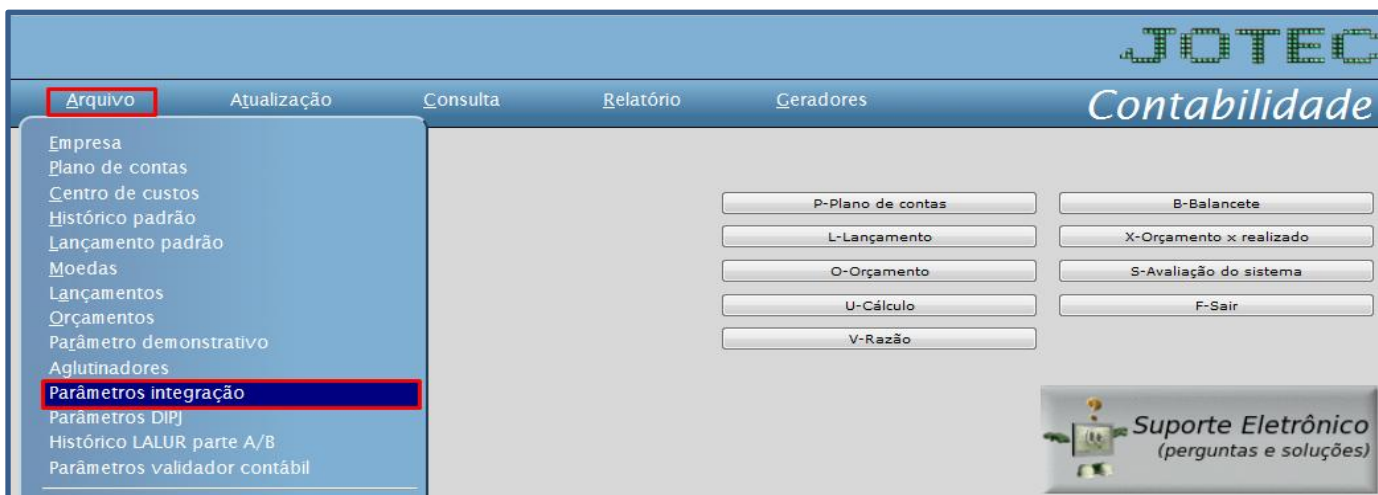 JOTEC
Arquivo Atualização Consulta Relatório Geradores Contabilidade
Empresa
Plano de contas
Centro de custos
Histórico padrão
Lançamento padrão
Moedas
Lançamentos
Orçamentos
Parâmetro demonstrativo
Aglutinadores
Parâmetros integração
Parâmetros DIPJ
Histórico LALUR parte A/B
Parâmetros validador contábil
P-Plano de contas B-Balancete
L-Lançamento X-Orçamento x realizado
O-Orçamento S-Avaliação do sistema
U-Cálculo F-Sair
V-Razão
Suporte Eletrônico
(perguntas e soluções)